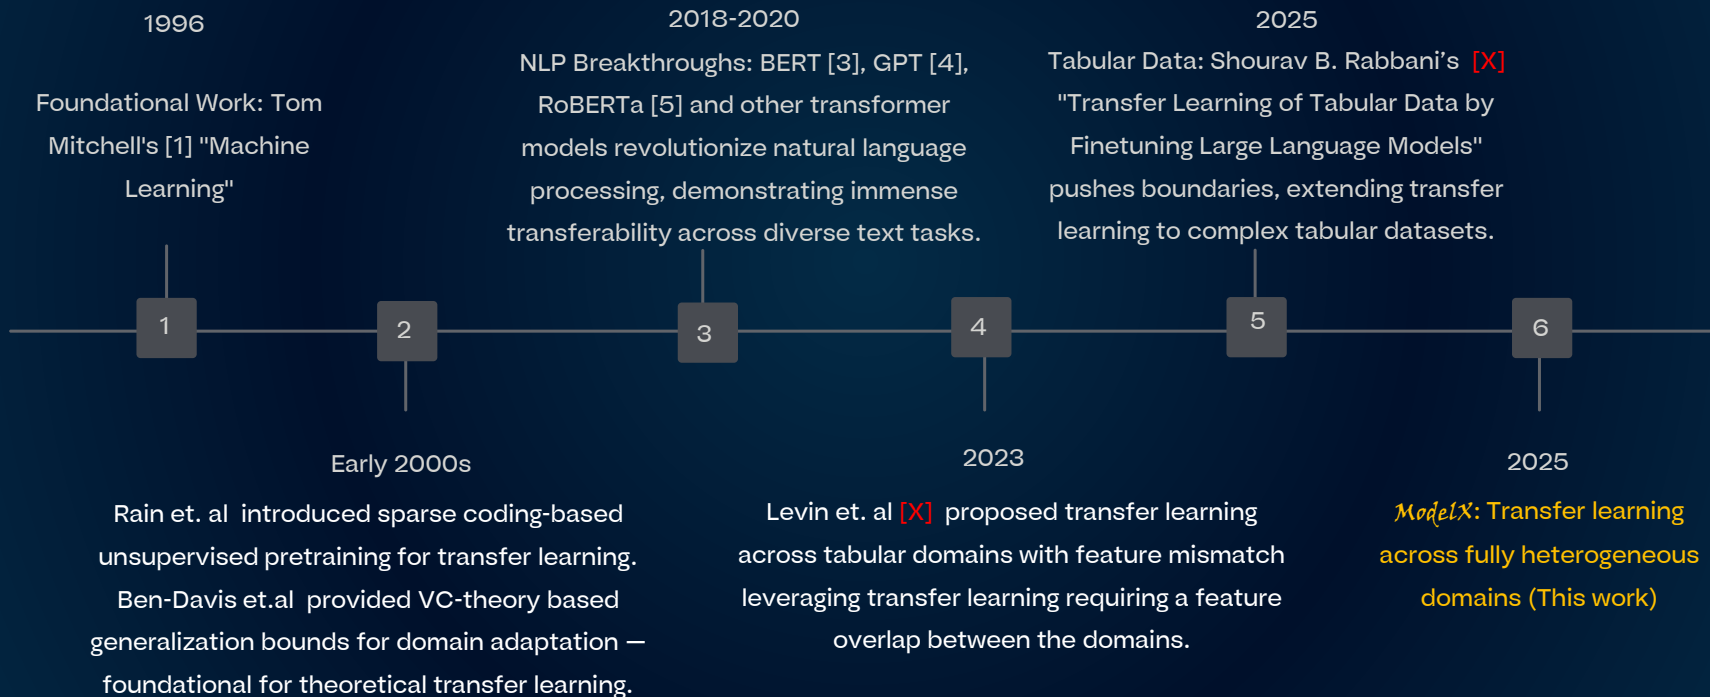 1996
Foundational Work: Tom
Mitchell's [1] "Machine
Learning"
2018-2020
NLP Breakthroughs: BERT [3], GPT [4],
RoBERTa [5] and other transformer
models revolutionize natural language
processing, demonstrating immense
transferability across diverse text tasks.
2025
Tabular Data: Shourav B. Rabbani’s [X]
"Transfer Learning of Tabular Data by
Finetuning Large Language Models"
pushes boundaries, extending transfer
learning to complex tabular datasets.
1
2
3
4
5
6
Early 2000s
Rain et. al introduced sparse coding-based
unsupervised pretraining for transfer learning.
Ben-Davis et.al provided VC-theory based
generalization bounds for domain adaptation —
foundational for theoretical transfer learning.
2023
Levin et. al [X] proposed transfer learning
across tabular domains with feature mismatch
leveraging transfer learning requiring a feature
overlap between the domains.
2025
ModelX: Transfer learning
across fully heterogeneous
domains (This work)